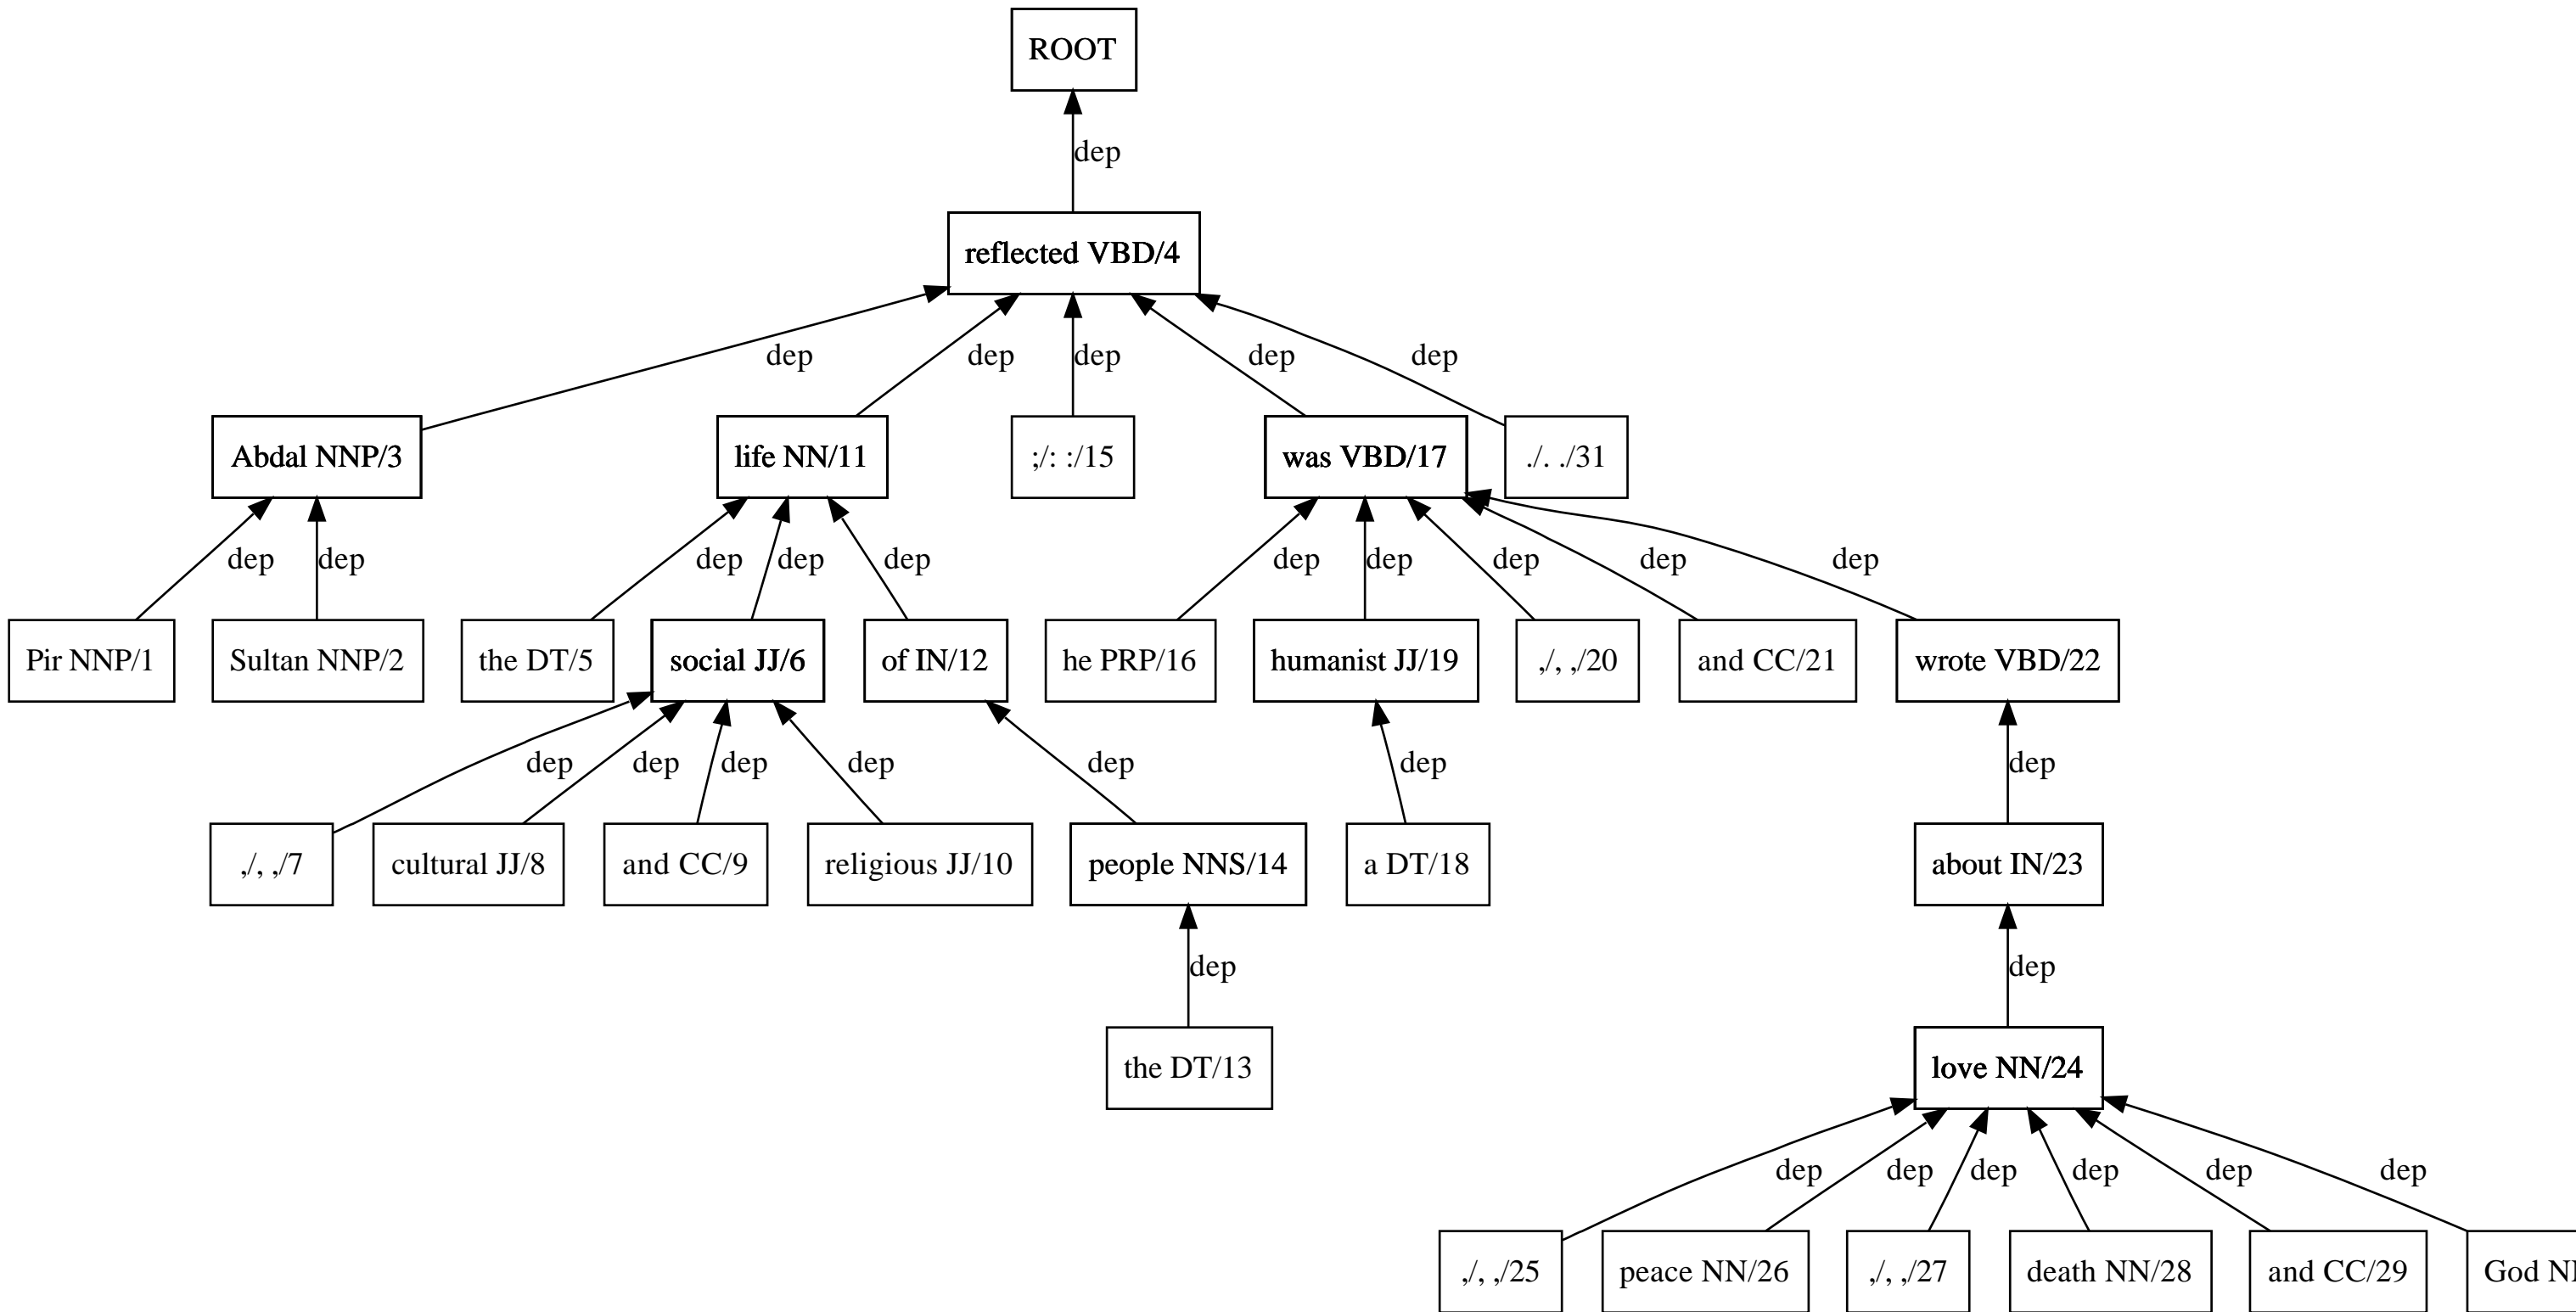 ROOT
dep
reflected VBD/4
dep dep dep dep dep
Abdal NNP/3 life NN/11 ;/: :/15 was VBD/17 ./. ./31
dep dep dep dep dep dep dep dep dep dep
Pir NNP/1 Sultan NNP/2 the DT/5 social JJ/6 of IN/12 he PRP/16 humanist JJ/19 ,/, ,/20 and CC/21 wrote VBD/22
dep dep dep dep dep dep dep
,/, ,/7 cultural JJ/8 and CC/9 religious JJ/10 people NNS/14 a DT/18 about IN/23
dep dep
the DT/13 love NN/24
dep dep dep dep dep dep
,/, ,/25 peace NN/26 ,/, ,/27 death NN/28 and CC/29 God